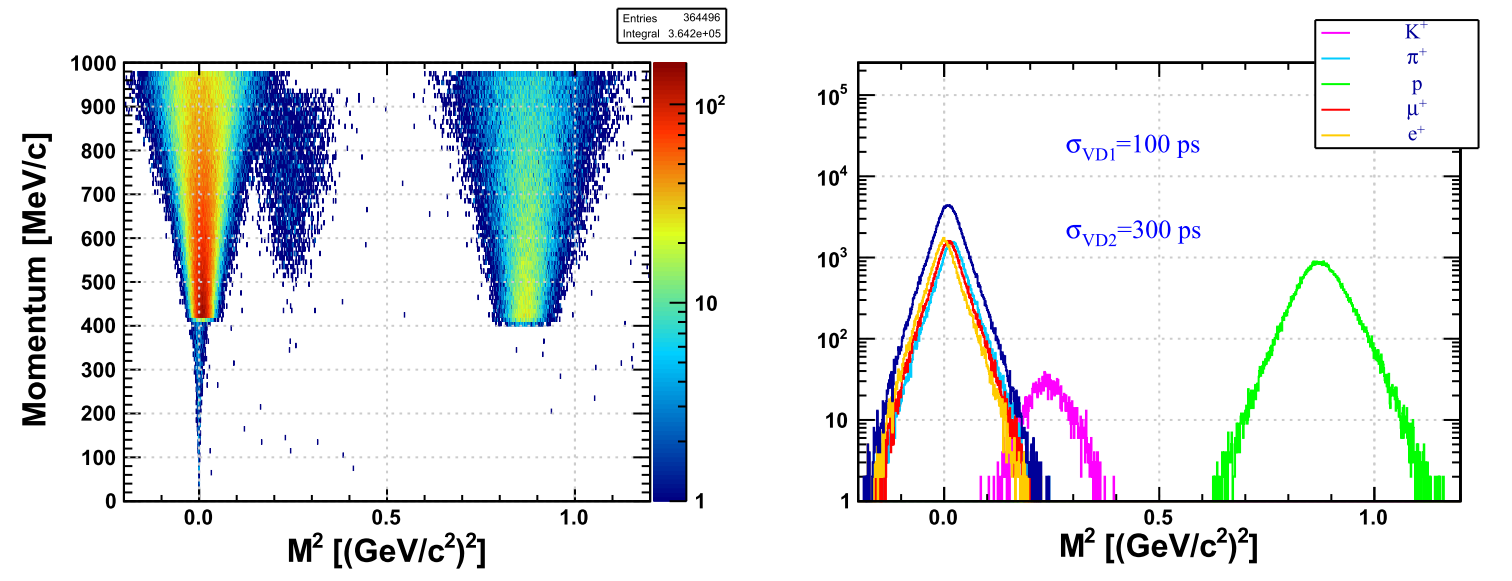 Entries 364496
Integral 3.642e+05
Momentum [MeV/c]
1000
900
800
700
600
500
400
300
200
100
0
0.0 0.5 1.0
M² [(GeV/c²)²]
10²
10
1
K⁺
π⁺
p
μ⁺
e⁺
σ_VD1=100 ps
σ_VD2=300 ps
10⁵
10⁴
10³
10²
10
1
0.0 0.5 1.0
M² [(GeV/c²)²]